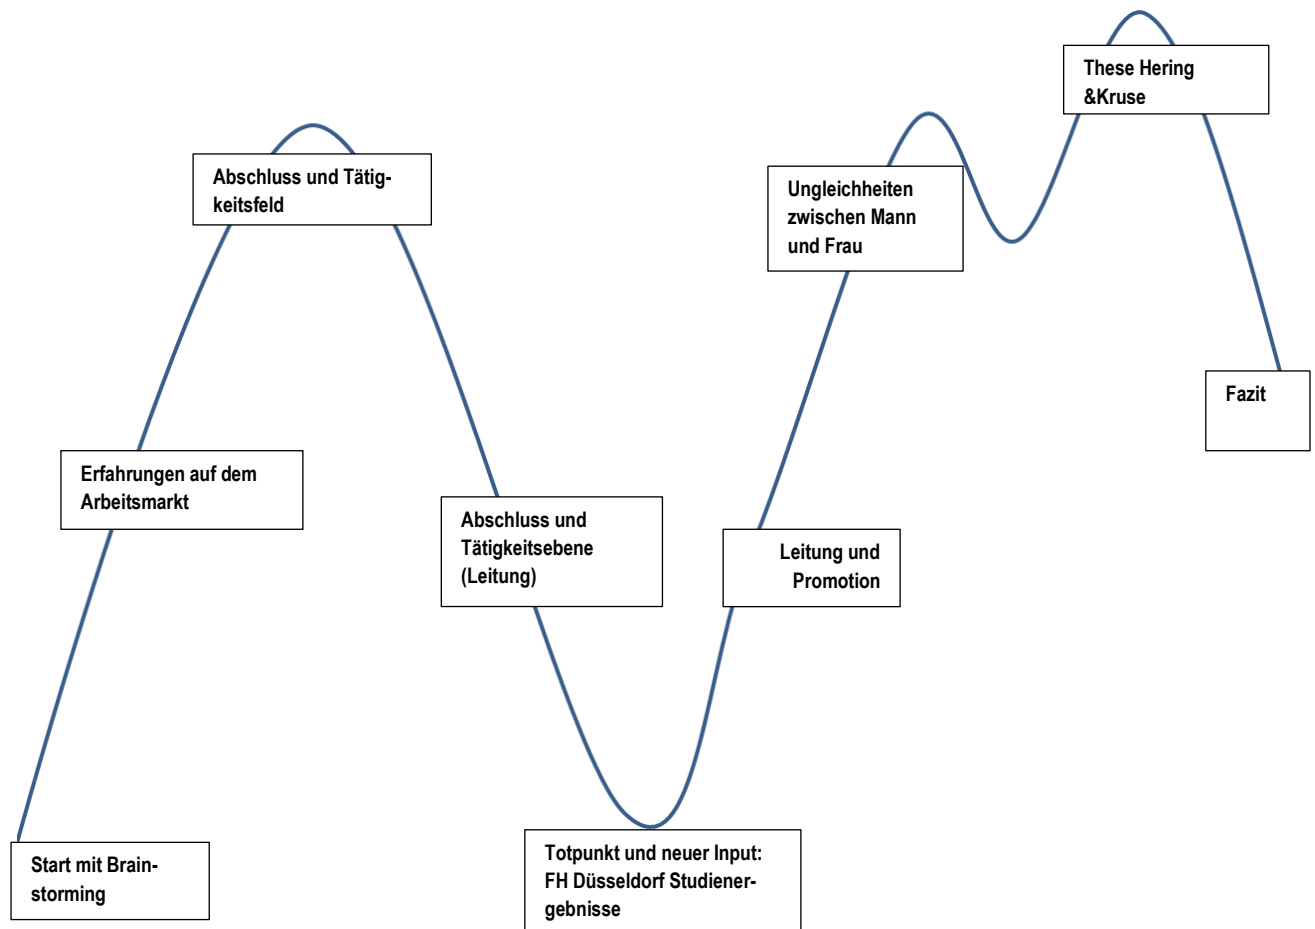 Start mit Brain-
storming
Erfahrungen auf dem
Arbeitsmarkt
Abschluss und Tätig-
keitsfeld
Abschluss und
Tätigkeitsebene
(Leitung)
Totpunkt und neuer Input:
FH Düsseldorf Studiener-
gebnisse
Leitung und
Promotion
Ungleichheiten
zwischen Mann
und Frau
These Hering
&Kruse
Fazit